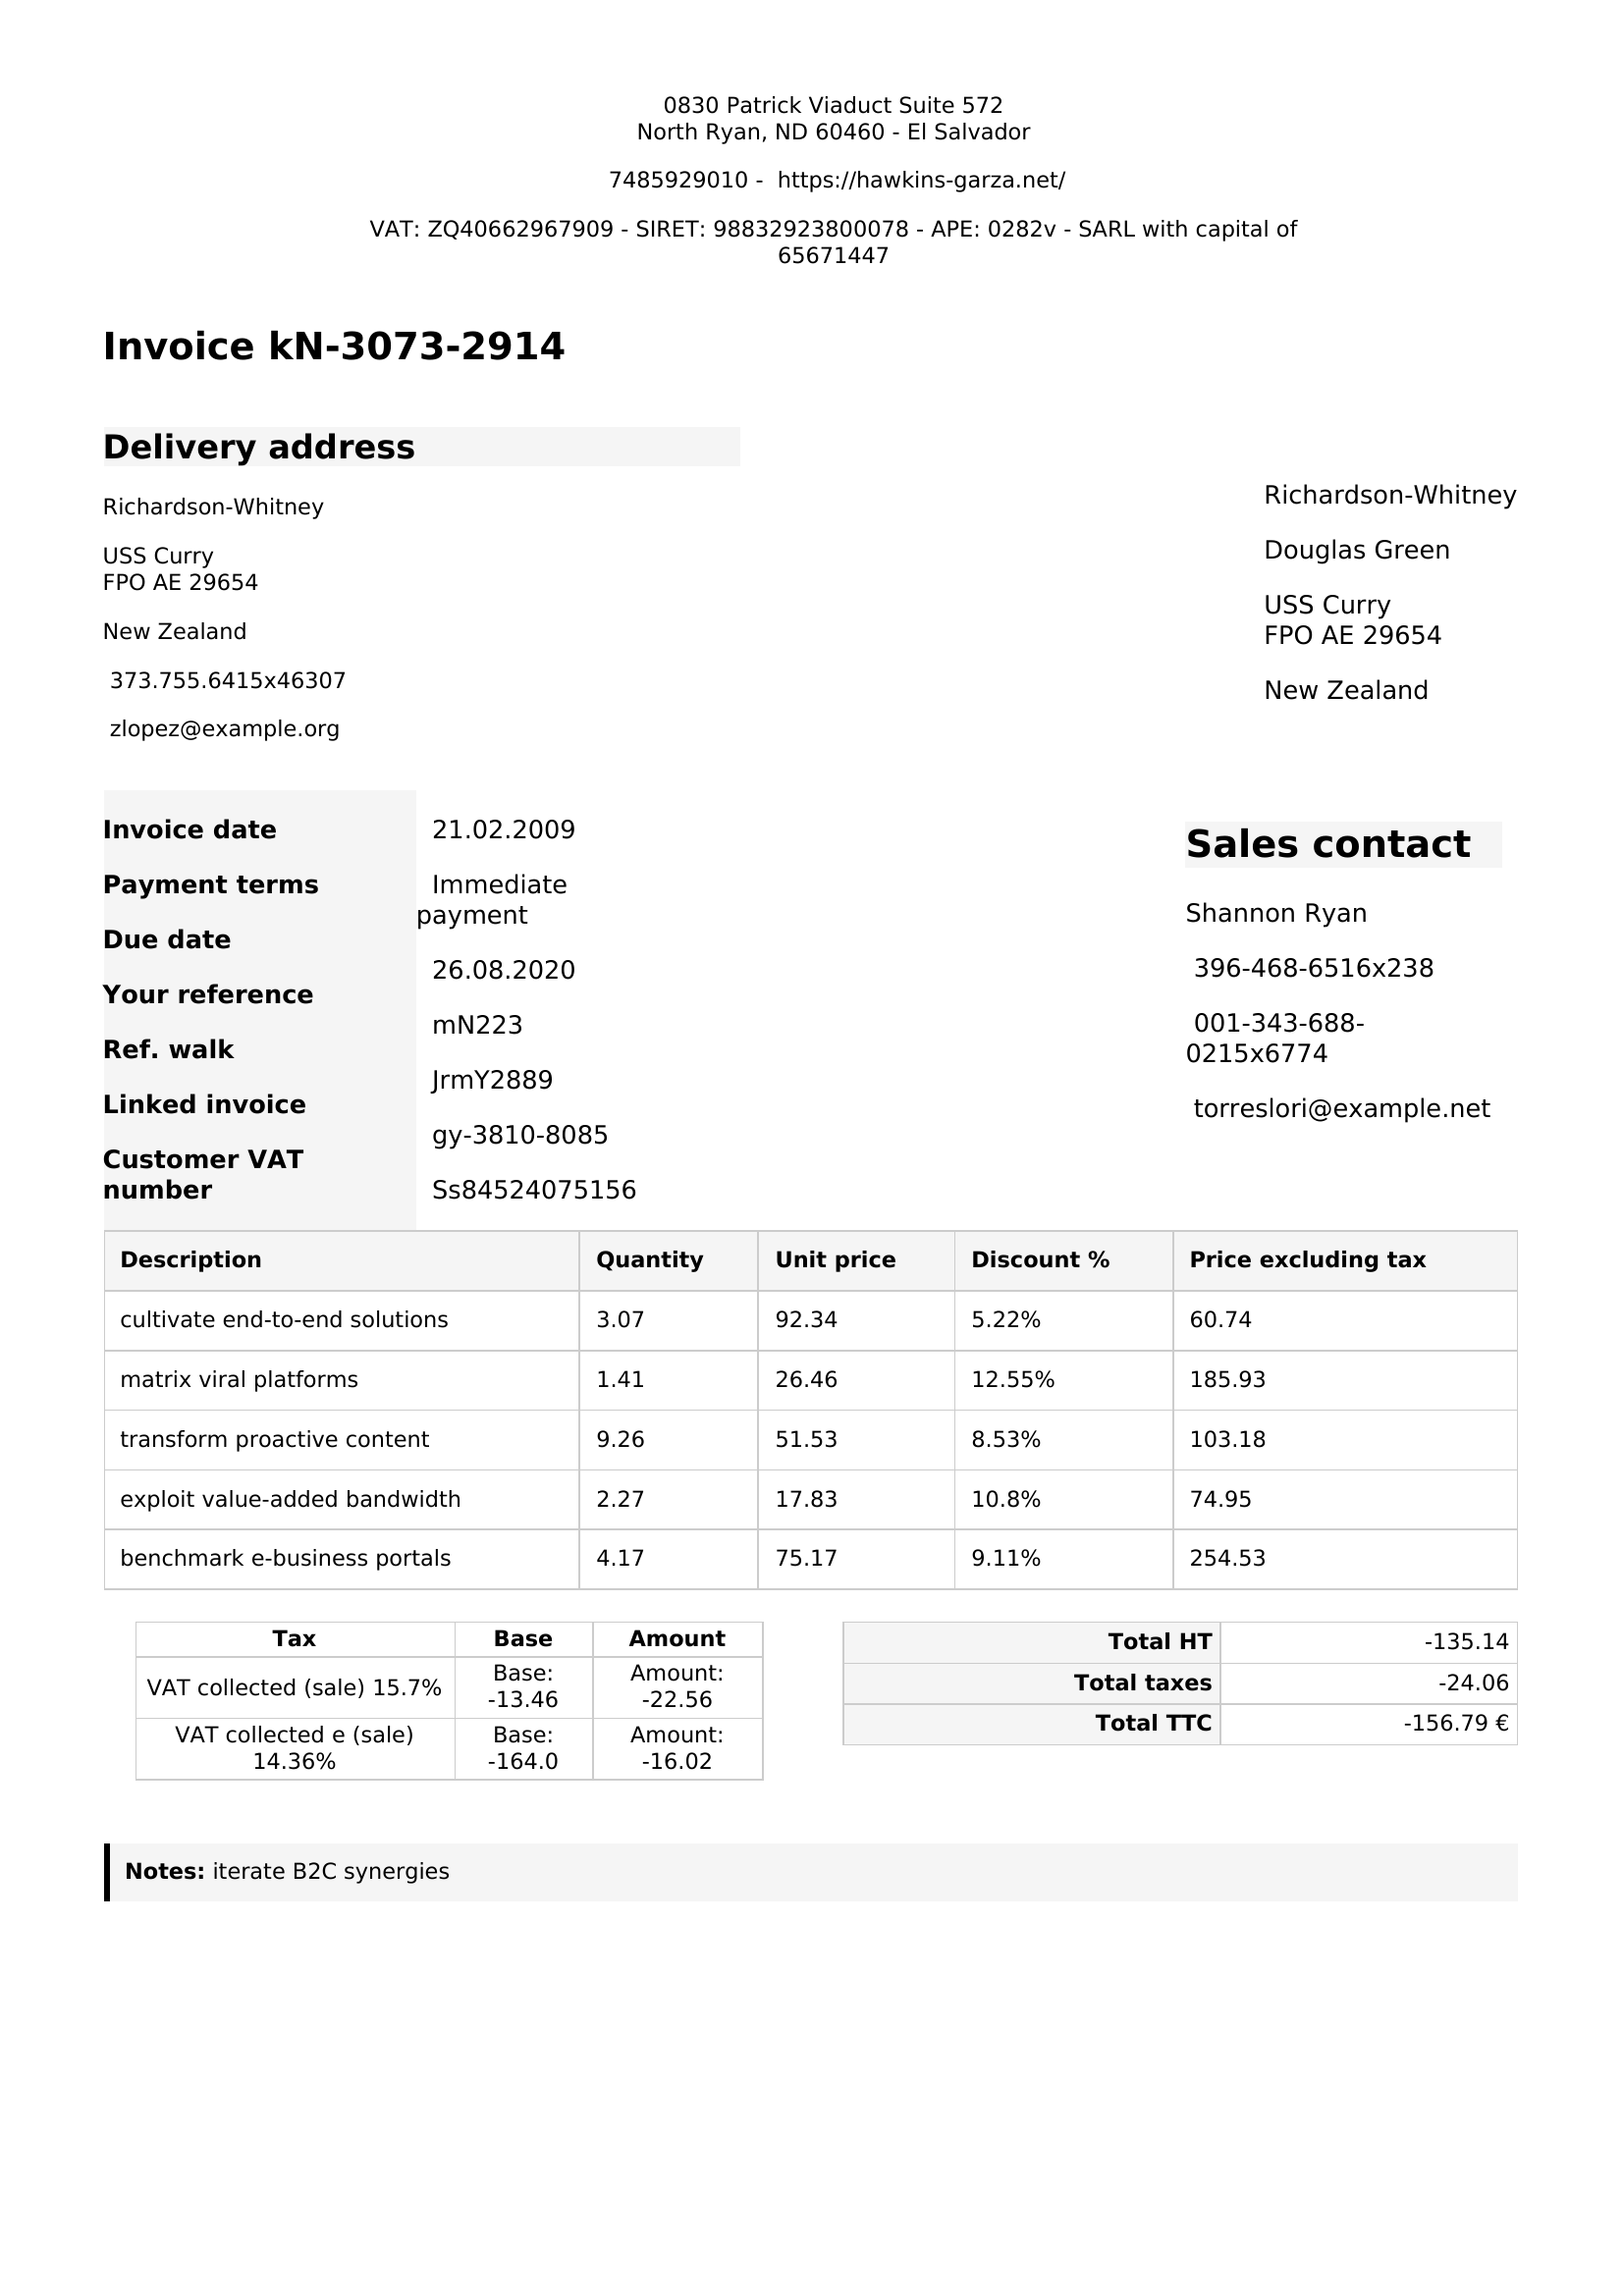 0830 Patrick Viaduct Suite 572
North Ryan, ND 60460 - El Salvador
7485929010 -  https://hawkins-garza.net/
VAT: ZQ40662967909 - SIRET: 98832923800078 - APE: 0282v - SARL with capital of
65671447
Invoice kN-3073-2914
Delivery address
Richardson-Whitney
USS Curry
FPO AE 29654
New Zealand
373.755.6415x46307
zlopez@example.org
Richardson-Whitney
Douglas Green
USS Curry
FPO AE 29654
New Zealand
Invoice date
Payment terms
Due date
Your reference
Ref. walk
Linked invoice
Customer VAT
number
21.02.2009
Immediate
payment
26.08.2020
mN223
JrmY2889
gy-3810-8085
Ss84524075156
Sales contact
Shannon Ryan
396-468-6516x238
001-343-688-
0215x6774
torreslori@example.net
Description Quantity Unit price Discount % Price excluding tax
cultivate end-to-end solutions 3.07 92.34 5.22% 60.74
matrix viral platforms 1.41 26.46 12.55% 185.93
transform proactive content 9.26 51.53 8.53% 103.18
exploit value-added bandwidth 2.27 17.83 10.8% 74.95
benchmark e-business portals 4.17 75.17 9.11% 254.53
Tax Base Amount
VAT collected (sale) 15.7% Base: -13.46 Amount: -22.56
VAT collected e (sale) 14.36% Base: -164.0 Amount: -16.02
Total HT -135.14
Total taxes -24.06
Total TTC -156.79 €
Notes: iterate B2C synergies